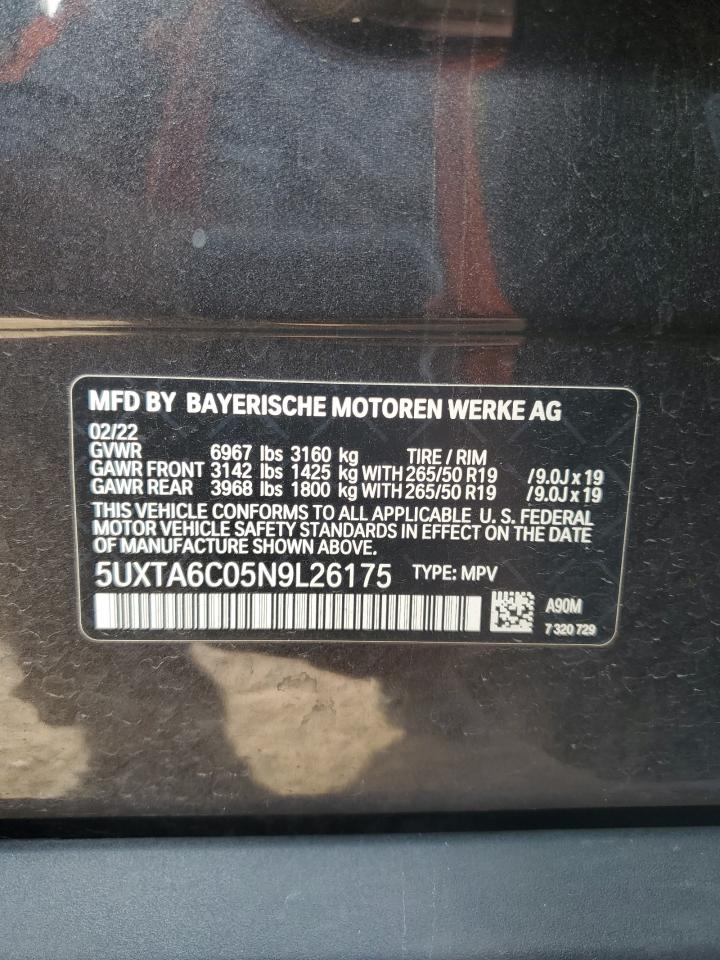 MFD BY BAYERISCHE MOTOREN WERKE AG
02/22
GVWR 6967 lbs 3160 kg TIRE / RIM
GAWR FRONT 3142 lbs 1425 kg WITH 265/50 R19 /9.0J x 19
GAWR REAR 3968 lbs 1800 kg WITH 265/50 R19 /9.0J x 19
THIS VEHICLE CONFORMS TO ALL APPLICABLE U. S. FEDERAL
MOTOR VEHICLE SAFETY STANDARDS IN EFFECT ON THE DATE
OF MANUFACTURE SHOWN ABOVE.
5UXTA6C05N9L26175 TYPE: MPV
A90M
7 320 729